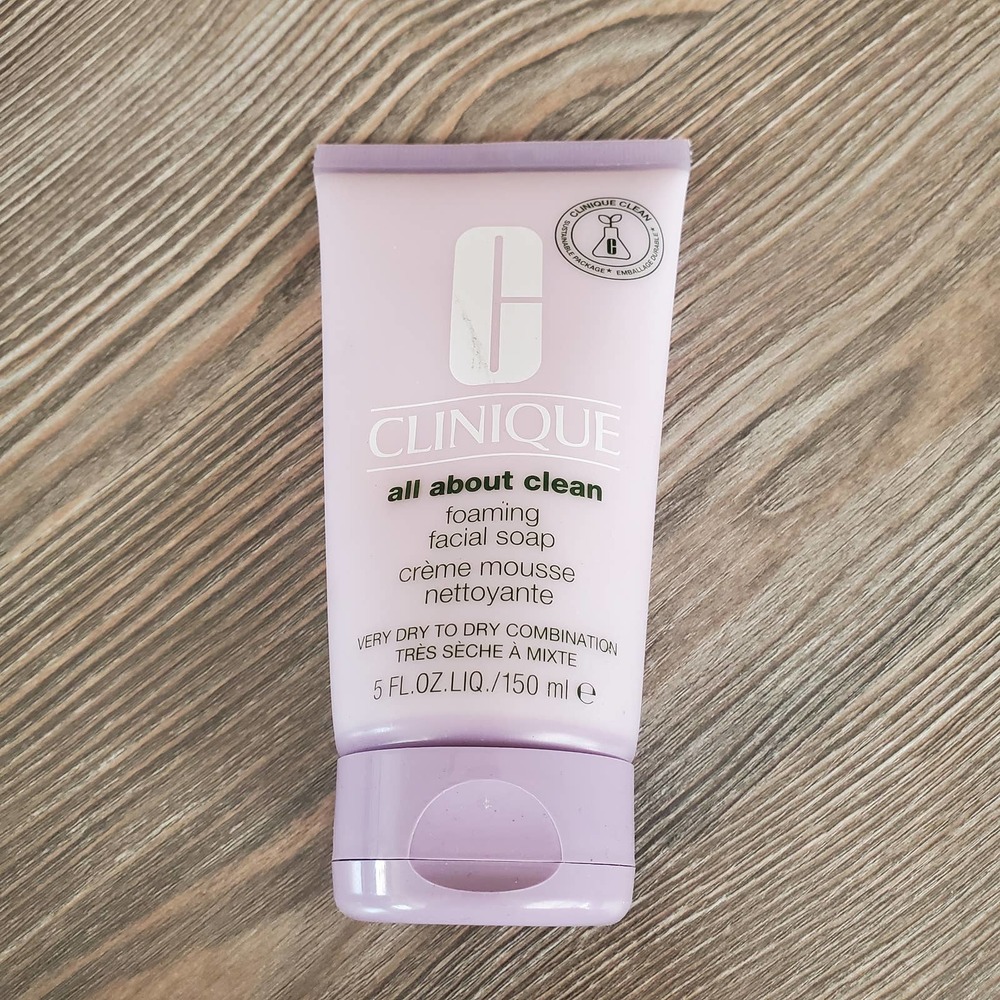 CLINIQUE CLEAN
SUSTAINABLE PACKAGE * EMBALLAGE DURABLE *
C
C
CLINIQUE
all about clean
foaming
facial soap
crème mousse
nettoyante
VERY DRY TO DRY COMBINATION
TRÈS SÈCHE À MIXTE
5 FL.OZ.LIQ./150 ml ℮